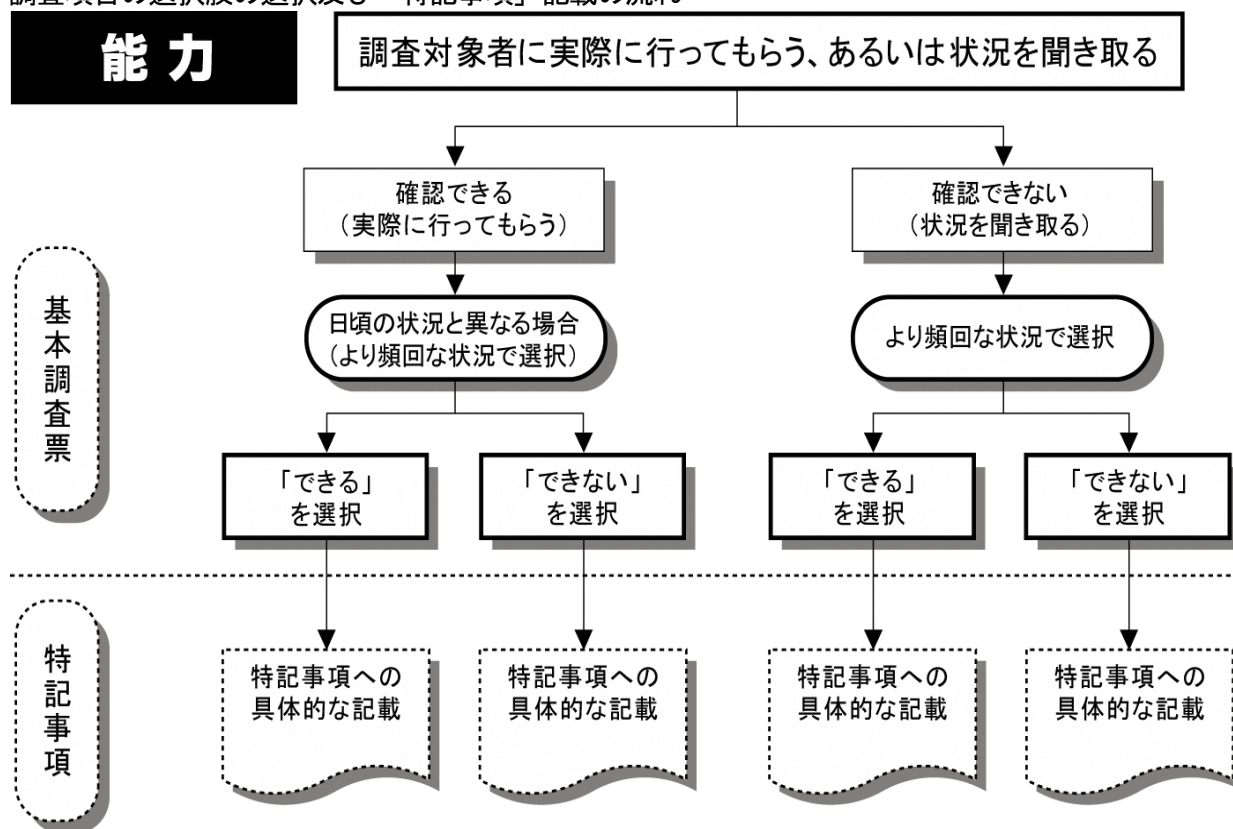 調査項目の選択肢の選択及び「特記事項」記載の流れ
能力
調査対象者に実際に行ってもらう、あるいは状況を聞き取る
確認できる
（実際に行ってもらう）
確認できない
（状況を聞き取る）
基本調査票
日頃の状況と異なる場合
（より頻回な状況で選択）
より頻回な状況で選択
「できる」
を選択
「できない」
を選択
「できる」
を選択
「できない」
を選択
特記事項
特記事項への
具体的な記載
特記事項への
具体的な記載
特記事項への
具体的な記載
特記事項への
具体的な記載